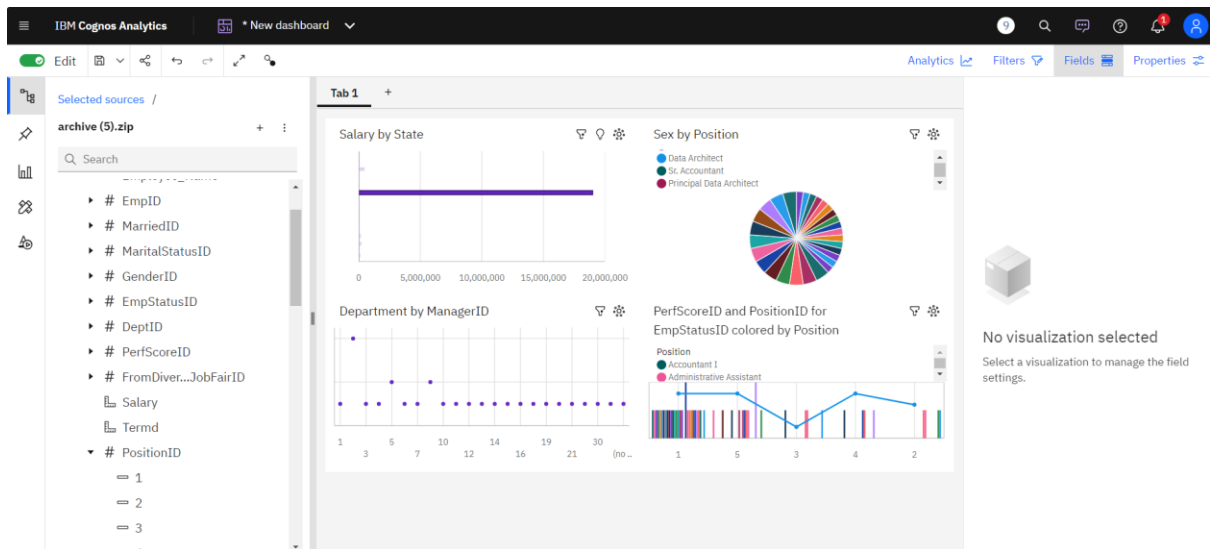 IBM Cognos Analytics
* New dashboard
9
1
Edit
Analytics
Filters
Fields
Properties
Selected sources /
archive (5).zip
Search
# EmpID
# MarriedID
# MaritalStatusID
# GenderID
# EmpStatusID
# DeptID
# PerfScoreID
# FromDiver...JobFairID
Salary
Termd
# PositionID
1
2
3
Tab 1 +
Salary by State
0 5,000,000 10,000,000 15,000,000 20,000,000
Sex by Position
Data Architect
Sr. Accountant
Principal Data Architect
Department by ManagerID
1 5 10 14 19 30
3 7 12 16 21 (no ...
PerfScoreID and PositionID for
EmpStatusID colored by Position
Position
Accountant I
Administrative Assistant
1 5 3 4 2
No visualization selected
Select a visualization to manage the field
settings.